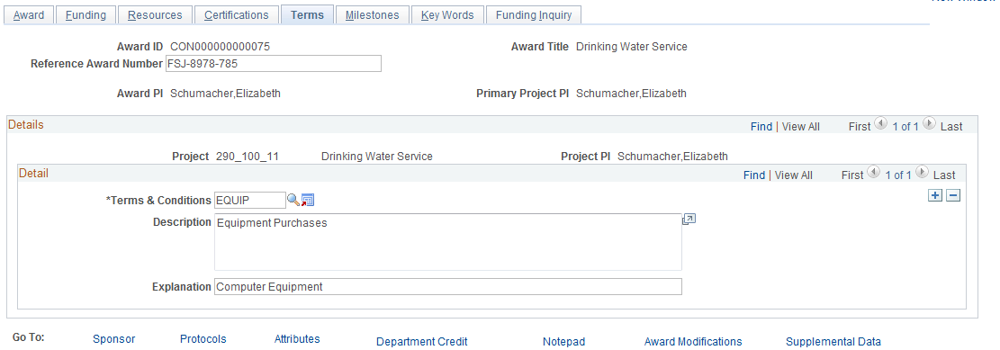 Award Funding Resources Certifications Terms Milestones Key Words Funding Inquiry
Award ID CON000000000075 Award Title Drinking Water Service
Reference Award Number FSJ-8978-785
Award PI Schumacher,Elizabeth Primary Project PI Schumacher,Elizabeth
Details Find | View All First 1 of 1 Last
Project 290_100_11 Drinking Water Service Project PI Schumacher,Elizabeth
Detail Find | View All First 1 of 1 Last
*Terms & Conditions EQUIP
Description Equipment Purchases
Explanation Computer Equipment
Go To: Sponsor Protocols Attributes Department Credit Notepad Award Modifications Supplemental Data